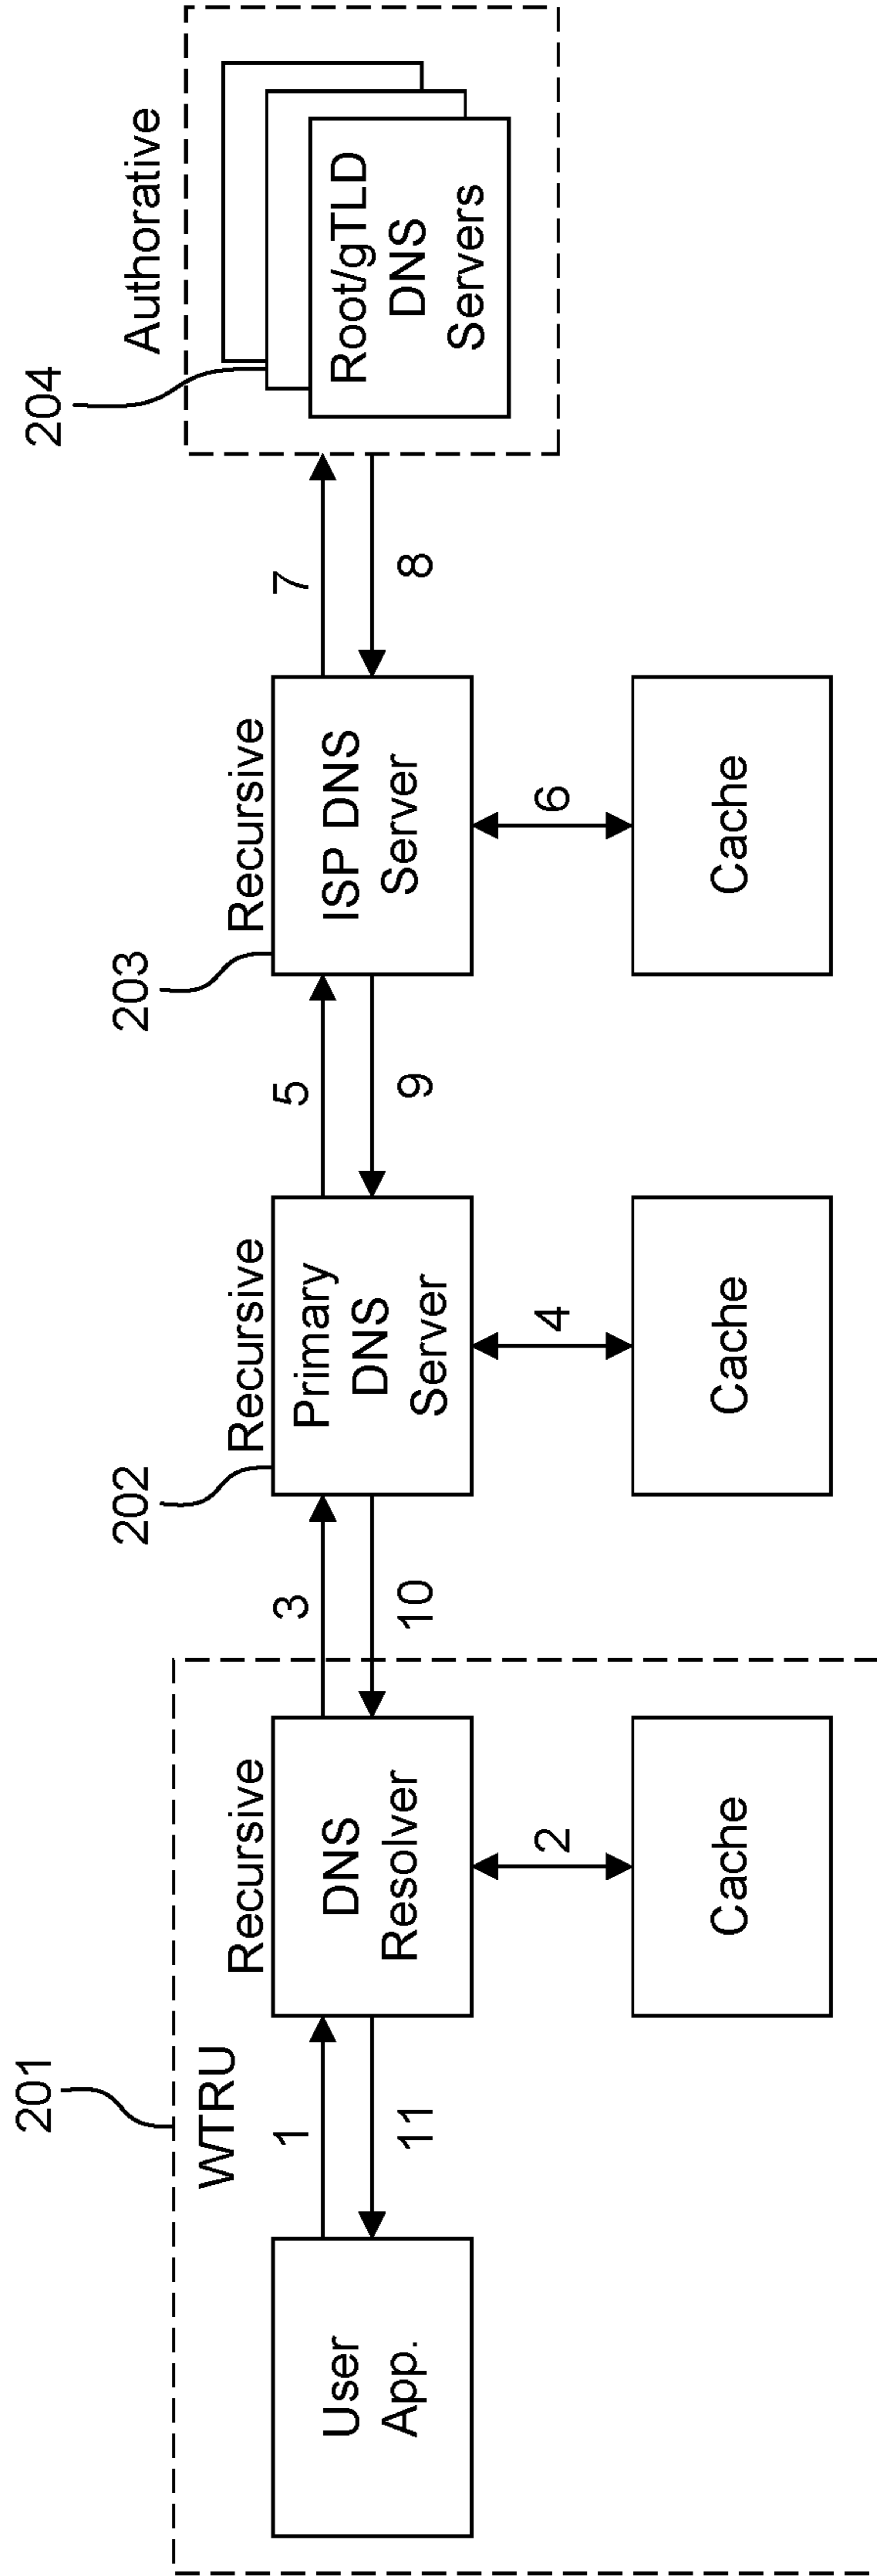 201
WTRU
User
App.
1
11
Recursive
DNS
Resolver
2
Cache
3
10
202
Recursive
Primary
DNS
Server
4
Cache
5
9
203
Recursive
ISP DNS
Server
6
Cache
7
8
204
Authorative
Root/gTLD
DNS
Servers